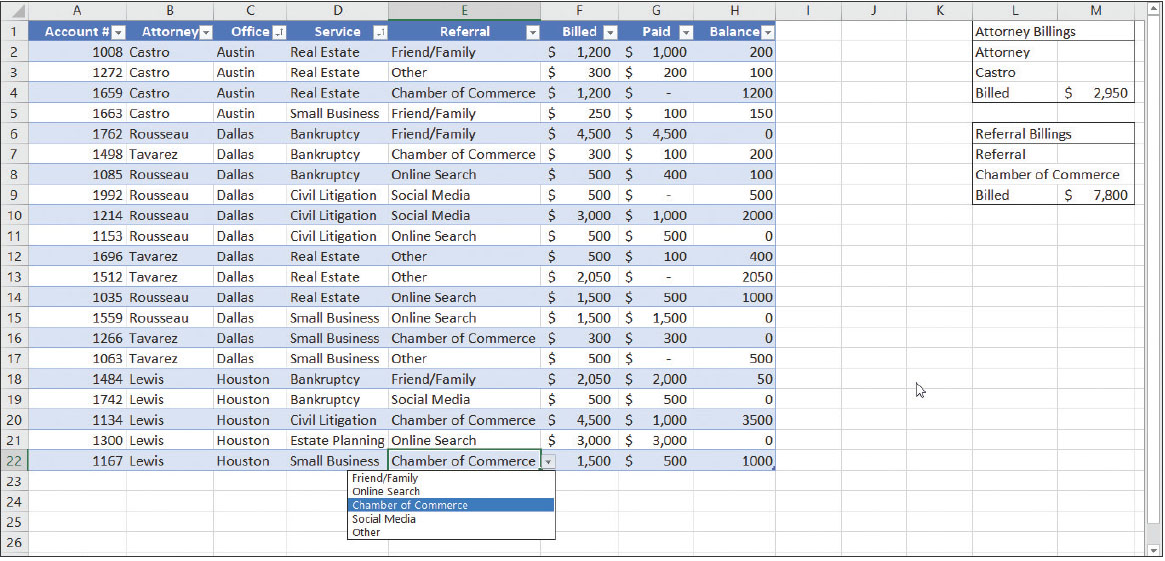 A B C D E F G H I J K L M
1 Account # Attorney Office Service Referral Billed Paid Balance Attorney Billings
2 1008 Castro Austin Real Estate Friend/Family $ 1,200 $ 1,000 200 Attorney
3 1272 Castro Austin Real Estate Other $ 300 $ 200 100 Castro
4 1659 Castro Austin Real Estate Chamber of Commerce $ 1,200 $ - 1200 Billed $ 2,950
5 1663 Castro Austin Small Business Friend/Family $ 250 $ 100 150
6 1762 Rousseau Dallas Bankruptcy Friend/Family $ 4,500 $ 4,500 0 Referral Billings
7 1498 Tavarez Dallas Bankruptcy Chamber of Commerce $ 300 $ 100 200 Referral
8 1085 Rousseau Dallas Bankruptcy Online Search $ 500 $ 400 100 Chamber of Commerce
9 1992 Rousseau Dallas Civil Litigation Social Media $ 500 $ - 500 Billed $ 7,800
10 1214 Rousseau Dallas Civil Litigation Social Media $ 3,000 $ 1,000 2000
11 1153 Rousseau Dallas Civil Litigation Online Search $ 500 $ 500 0
12 1696 Tavarez Dallas Real Estate Other $ 500 $ 100 400
13 1512 Tavarez Dallas Real Estate Other $ 2,050 $ - 2050
14 1035 Rousseau Dallas Real Estate Online Search $ 1,500 $ 500 1000
15 1559 Rousseau Dallas Small Business Online Search $ 1,500 $ 1,500 0
16 1266 Tavarez Dallas Small Business Chamber of Commerce $ 300 $ 300 0
17 1063 Tavarez Dallas Small Business Other $ 500 $ - 500
18 1484 Lewis Houston Bankruptcy Friend/Family $ 2,050 $ 2,000 50
19 1742 Lewis Houston Bankruptcy Social Media $ 500 $ 500 0
20 1134 Lewis Houston Civil Litigation Chamber of Commerce $ 4,500 $ 1,000 3500
21 1300 Lewis Houston Estate Planning Online Search $ 3,000 $ 3,000 0
22 1167 Lewis Houston Small Business Chamber of Commerce 1,500 $ 500 1000
23 Friend/Family
Online Search
24 Chamber of Commerce
25 Social Media
Other
26